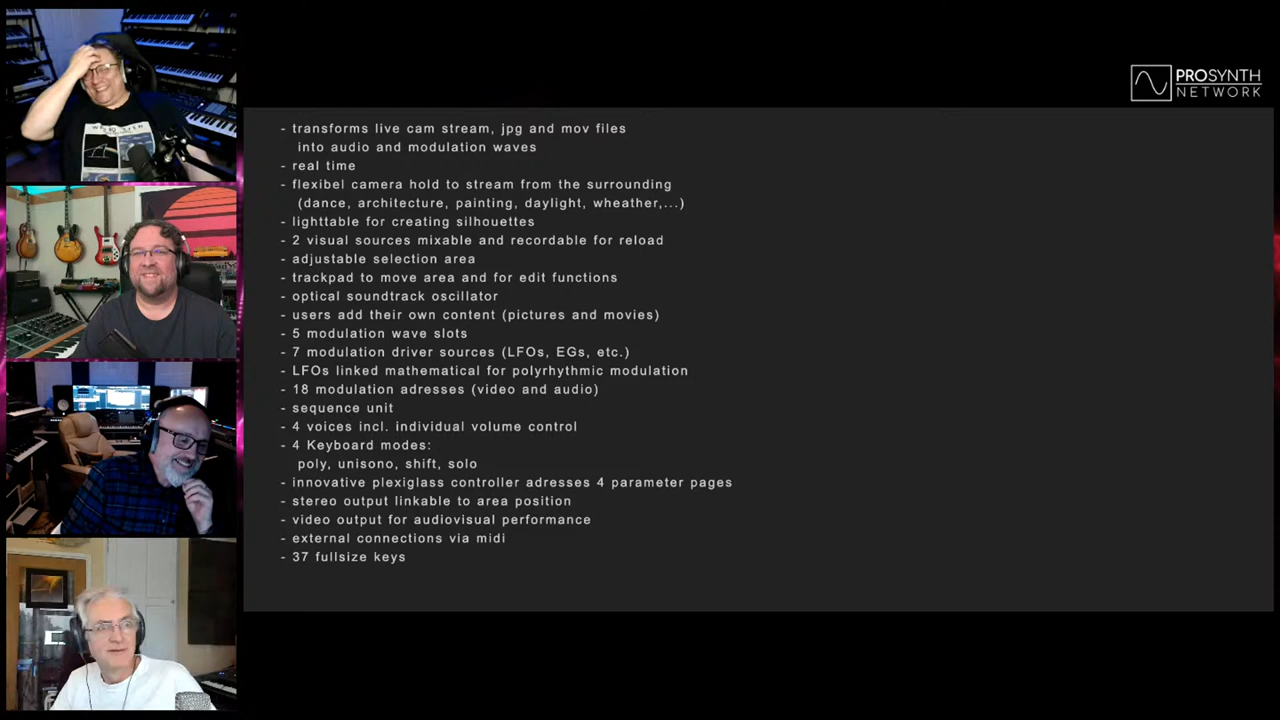 PROSYNTH
NETWORK
- transforms live cam stream, jpg and mov files
into audio and modulation waves
- real time
- flexibel camera hold to stream from the surrounding
(dance, architecture, painting, daylight, wheather,...)
- lighttable for creating silhouettes
- 2 visual sources mixable and recordable for reload
- adjustable selection area
- trackpad to move area and for edit functions
- optical soundtrack oscillator
- users add their own content (pictures and movies)
- 5 modulation wave slots
- 7 modulation driver sources (LFOs, EGs, etc.)
- LFOs linked mathematical for polyrhythmic modulation
- 18 modulation adresses (video and audio)
- sequence unit
- 4 voices incl. individual volume control
- 4 Keyboard modes:
poly, unisono, shift, solo
- innovative plexiglass controller adresses 4 parameter pages
- stereo output linkable to area position
- video output for audiovisual performance
- external connections via midi
- 37 fullsize keys